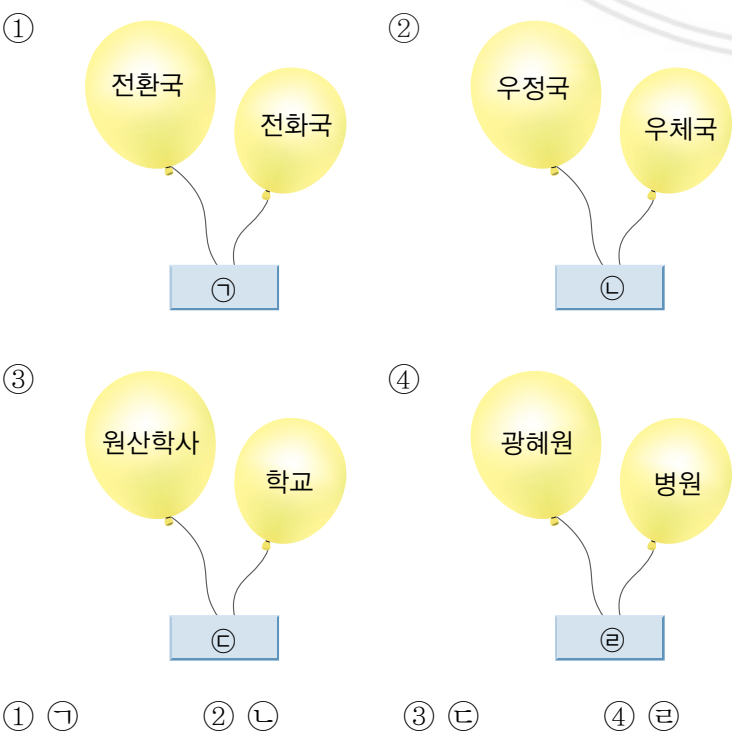 ① ②
전환국 전화국 우정국 우체국
㉠ ㉡
③ ④
원산학사 학교 광혜원 병원
㉢ ㉣
① ㉠ ② ㉡ ③ ㉢ ④ ㉣